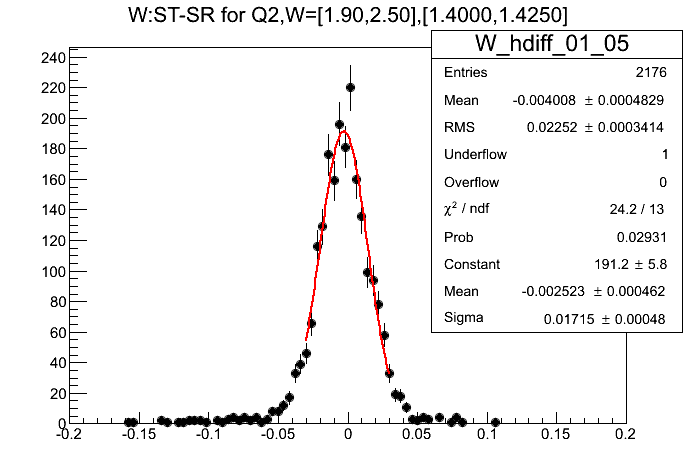 W:ST-SR for Q2,W=[1.90,2.50],[1.4000,1.4250]
W_hdiff_01_05
Entries 2176
Mean -0.004008 ± 0.0004829
RMS 0.02252 ± 0.0003414
Underflow 1
Overflow 0
χ² / ndf 24.2 / 13
Prob 0.02931
Constant 191.2 ± 5.8
Mean -0.002523 ± 0.000462
Sigma 0.01715 ± 0.00048
240
220
200
180
160
140
120
100
80
60
40
20
0
-0.2 -0.15 -0.1 -0.05 0 0.05 0.1 0.15 0.2